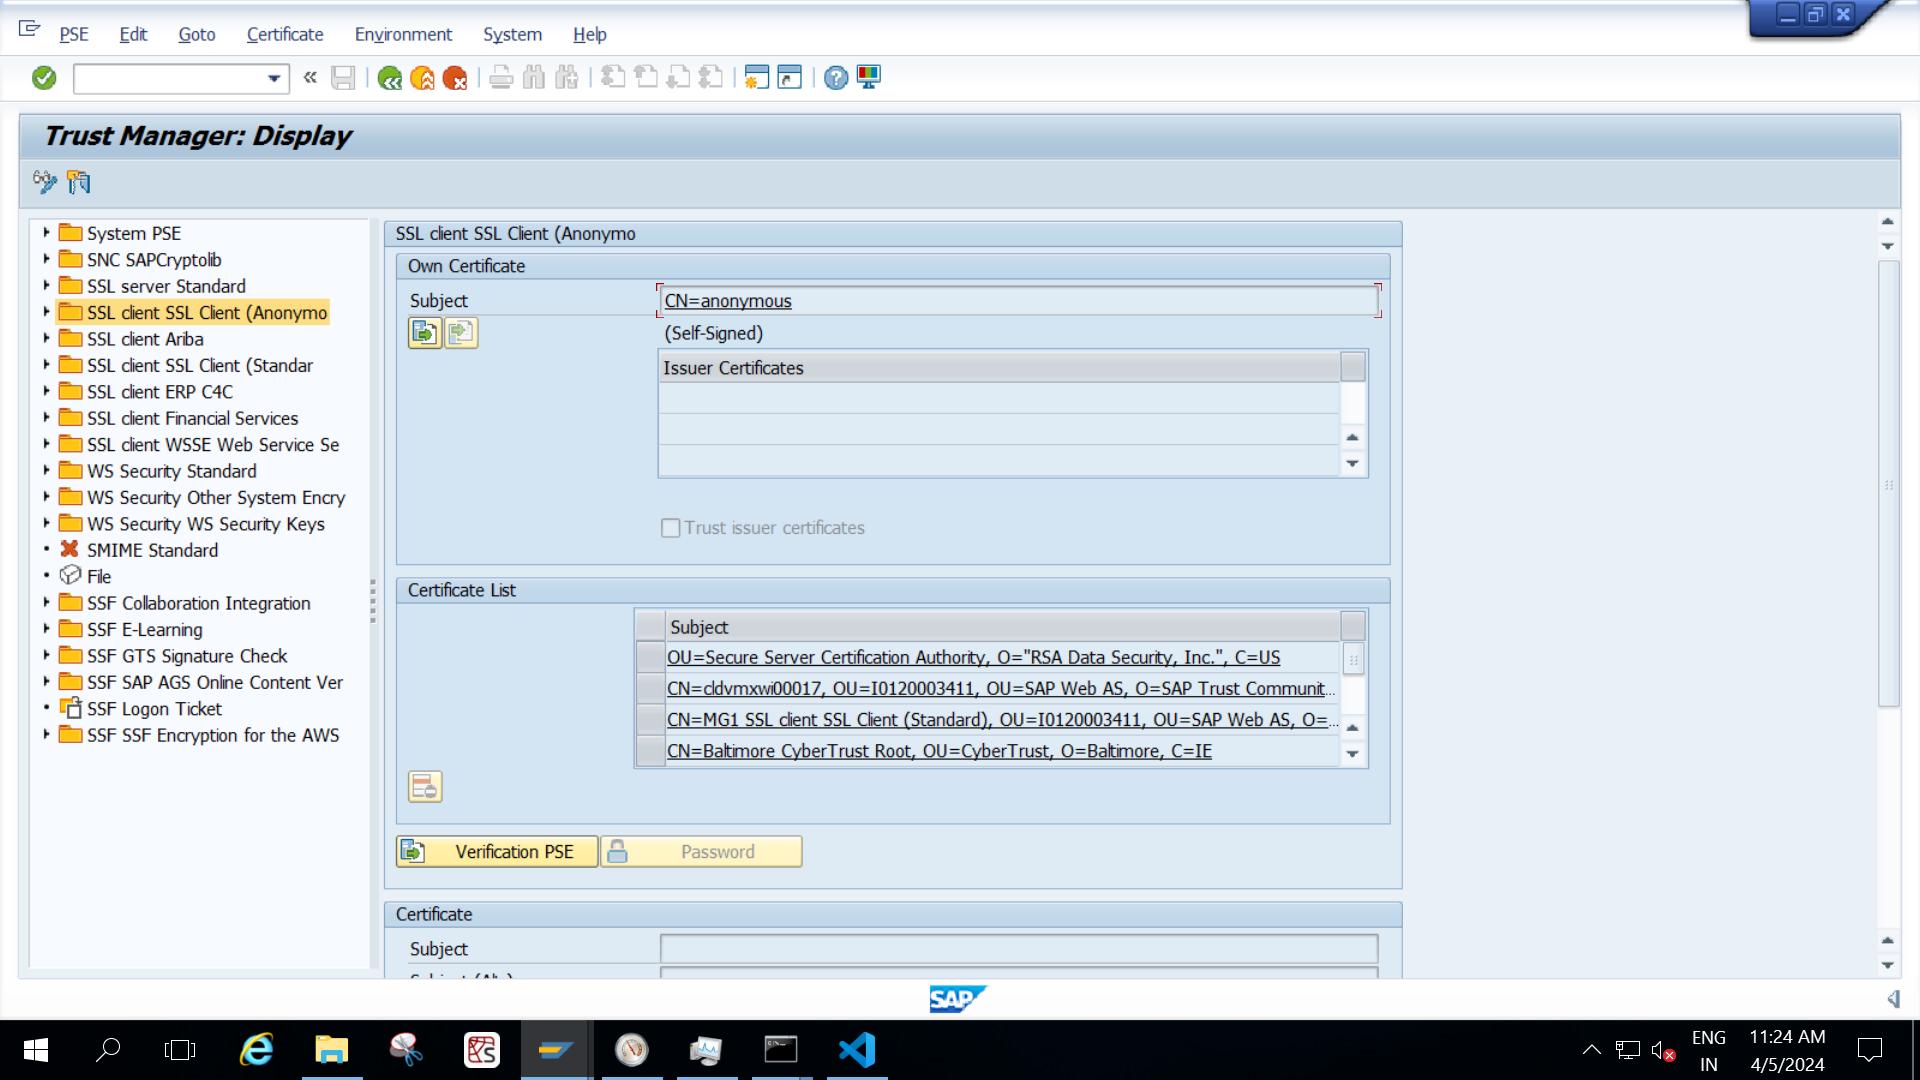 PSE Edit Goto Certificate Environment System Help
Trust Manager: Display
System PSE
SNC SAPCryptolib
SSL server Standard
SSL client SSL Client (Anonymo
SSL client Ariba
SSL client SSL Client (Standar
SSL client ERP C4C
SSL client Financial Services
SSL client WSSE Web Service Se
WS Security Standard
WS Security Other System Encry
WS Security WS Security Keys
SMIME Standard
File
SSF Collaboration Integration
SSF E-Learning
SSF GTS Signature Check
SSF SAP AGS Online Content Ver
SSF Logon Ticket
SSF SSF Encryption for the AWS
SSL client SSL Client (Anonymo
Own Certificate
Subject CN=anonymous
(Self-Signed)
Issuer Certificates
Trust issuer certificates
Certificate List
Subject
OU=Secure Server Certification Authority, O="RSA Data Security, Inc.", C=US
CN=cldvmxwi00017, OU=I0120003411, OU=SAP Web AS, O=SAP Trust Communit...
CN=MG1 SSL client SSL Client (Standard), OU=I0120003411, OU=SAP Web AS, O=...
CN=Baltimore CyberTrust Root, OU=CyberTrust, O=Baltimore, C=IE
Verification PSE Password
Certificate
Subject
SAP
ENG 11:24 AM
IN 4/5/2024